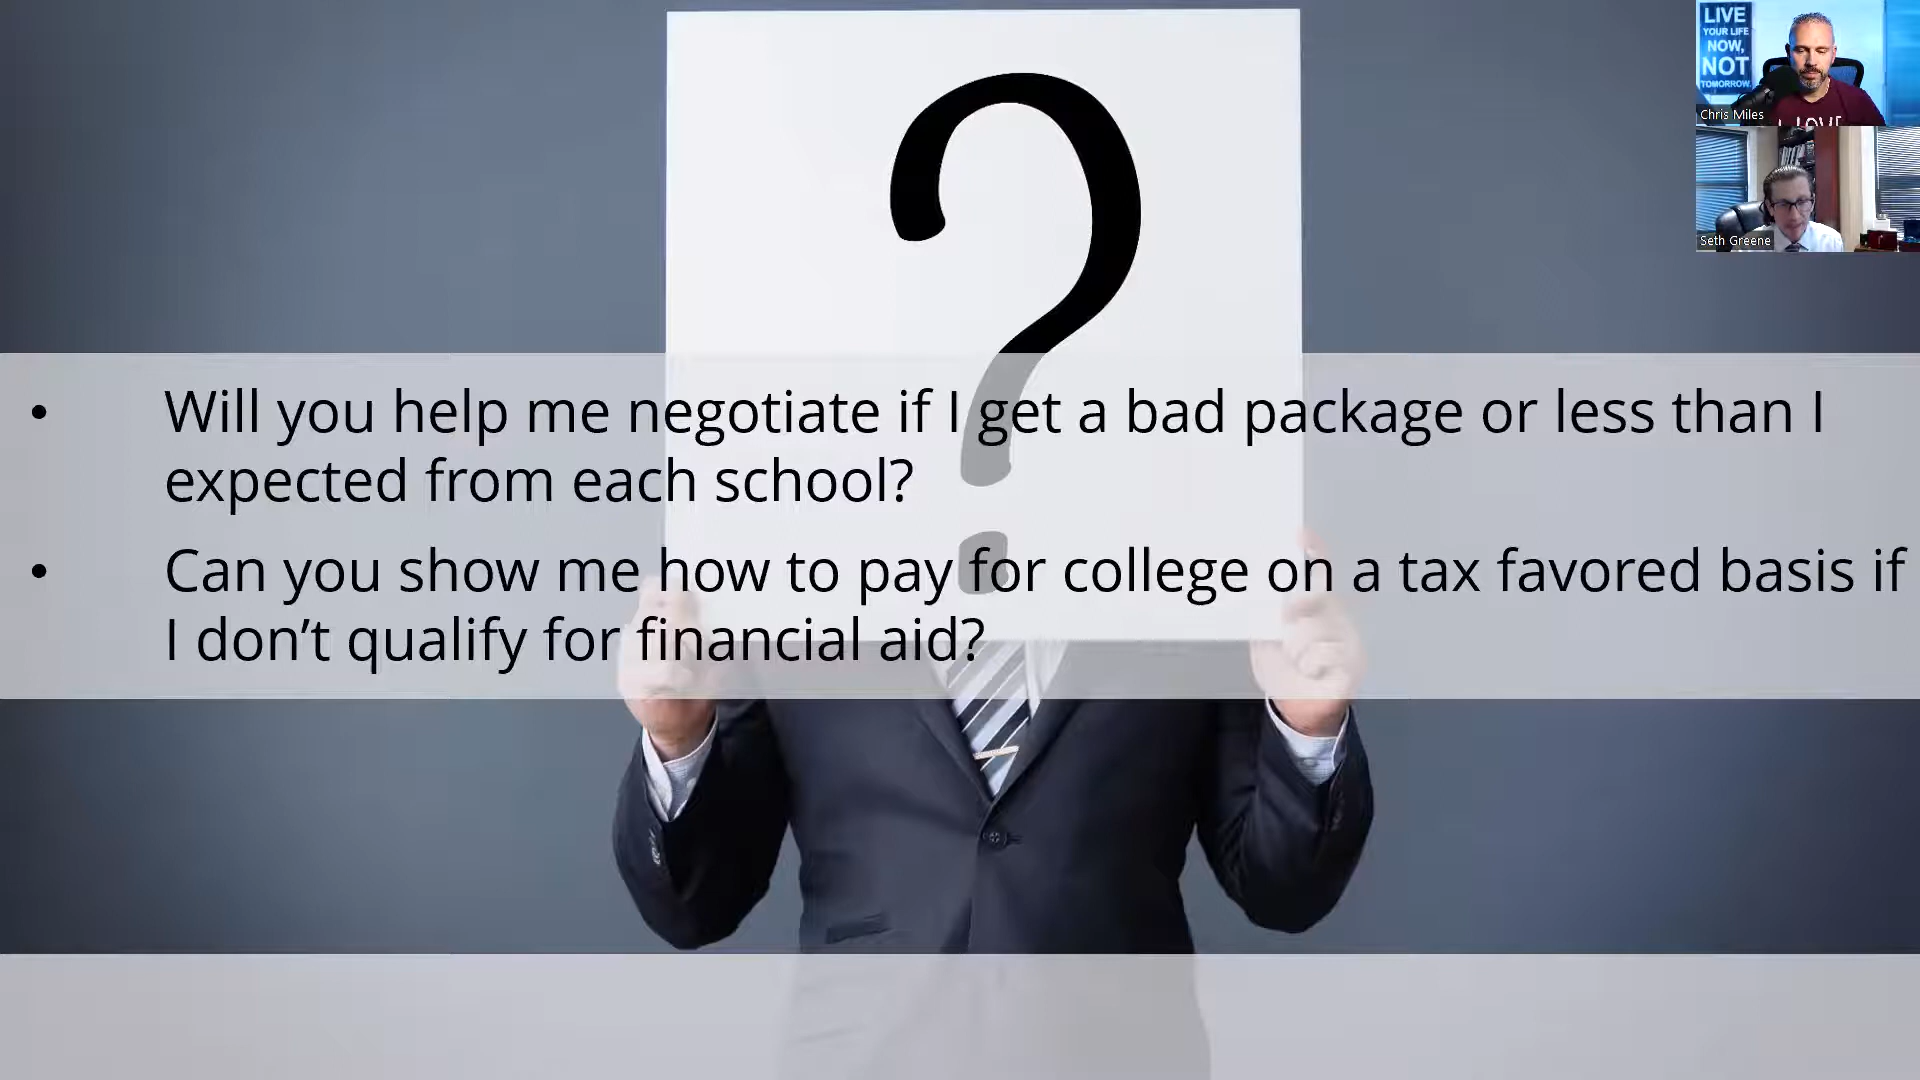 LIVE
YOUR LIFE
NOW,
NOT
TOMORROW.
Chris Miles
I LOVE
Seth Greene
?
• Will you help me negotiate if I get a bad package or less than I
expected from each school?
• Can you show me how to pay for college on a tax favored basis if
I don’t qualify for financial aid?